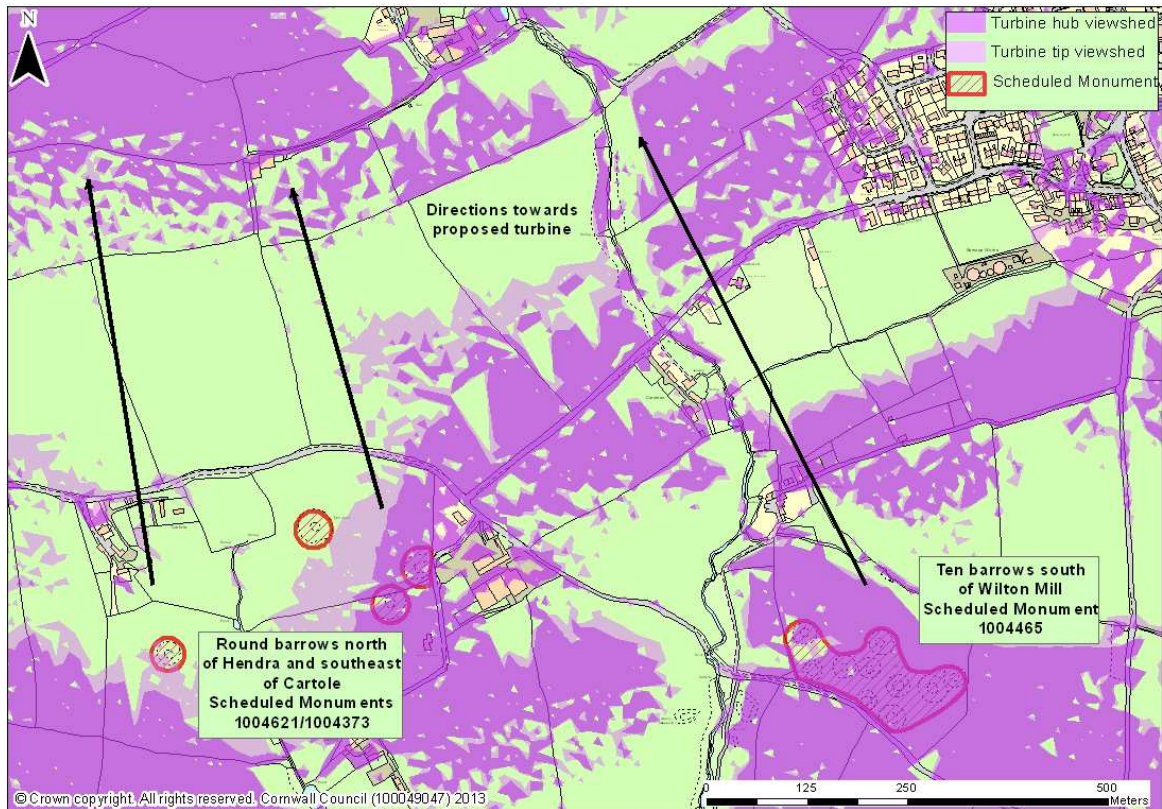 N
Turbine hub viewshed
Turbine tip viewshed
Scheduled Monument
Directions towards
proposed turbine
Ten barrows south
of Wilton Mill
Scheduled Monument
1004465
Round barrows north
of Hendra and southeast
of Cartole
Scheduled Monuments
1004621/1004373
© Crown copyright. All rights reserved. Cornwall Council (100049047) 2013
0 125 250 500
Meters